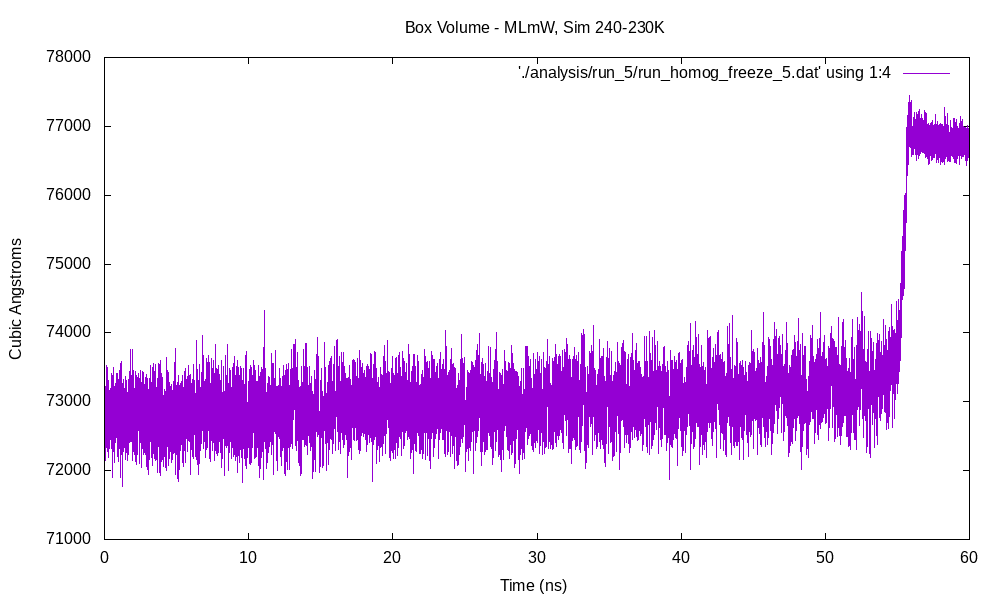 Box Volume - MLmW, Sim 240-230K
'./analysis/run_5/run_homog_freeze_5.dat' using 1:4
78000
77000
76000
75000
74000
73000
72000
71000
Cubic Angstroms
0 10 20 30 40 50 60
Time (ns)